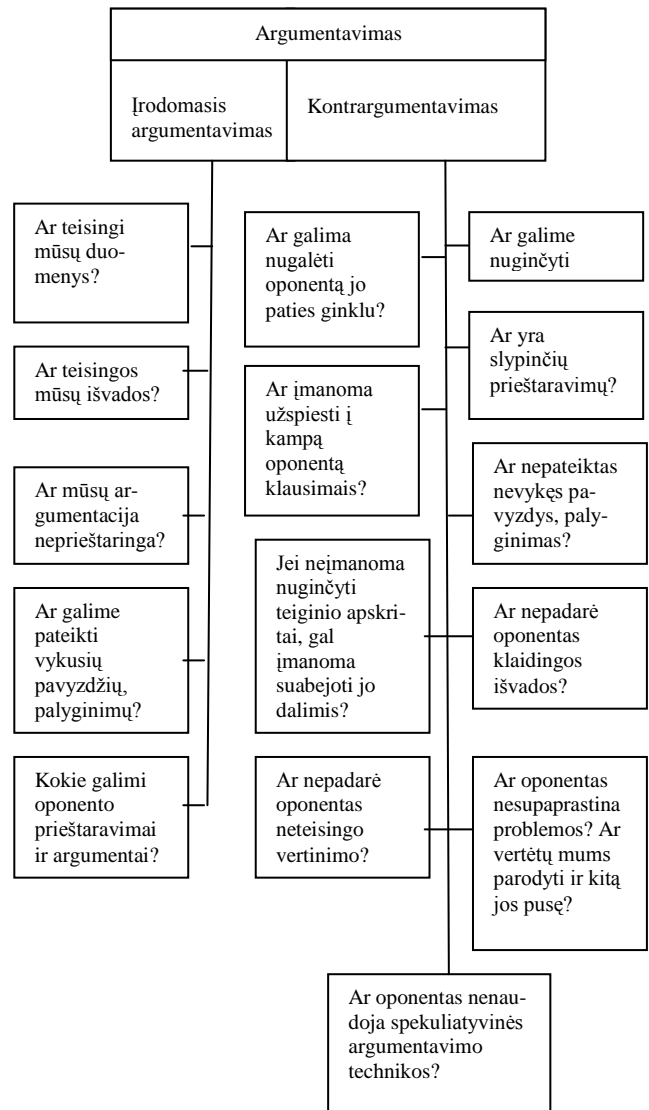 Argumentavimas
Įrodomasis
argumentavimas
Kontrargumentavimas
Ar teisingi
mūsų duo-
menys?
Ar teisingos
mūsų išvados?
Ar mūsų ar-
gumentacija
neprieštaringa?
Ar galime
pateikti
vykusių
pavyzdžių,
palyginimų?
Kokie galimi
oponento
prieštaravimai
ir argumentai?
Ar galima
nugalėti
oponentą jo
paties ginklu?
Ar įmanoma
užspiesti į
kampą
oponentą
klausimais?
Jei neįmanoma
nuginčyti
teiginio apskri-
tai, gal
įmanoma
suabejoti jo
dalimis?
Ar nepadarė
oponentas
neteisingo
vertinimo?
Ar galime
nuginčyti
Ar yra
slypinčių
prieštaravimų?
Ar nepateiktas
nevykęs pa-
vyzdys, paly-
ginimas?
Ar nepadarė
oponentas
klaidingos
išvados?
Ar oponentas
nesupaprastina
problemos? Ar
vertėtų mums
parodyti ir kitą
jos pusę?
Ar oponentas nenau-
doja spekuliatyvinės
argumentavimo
technikos?